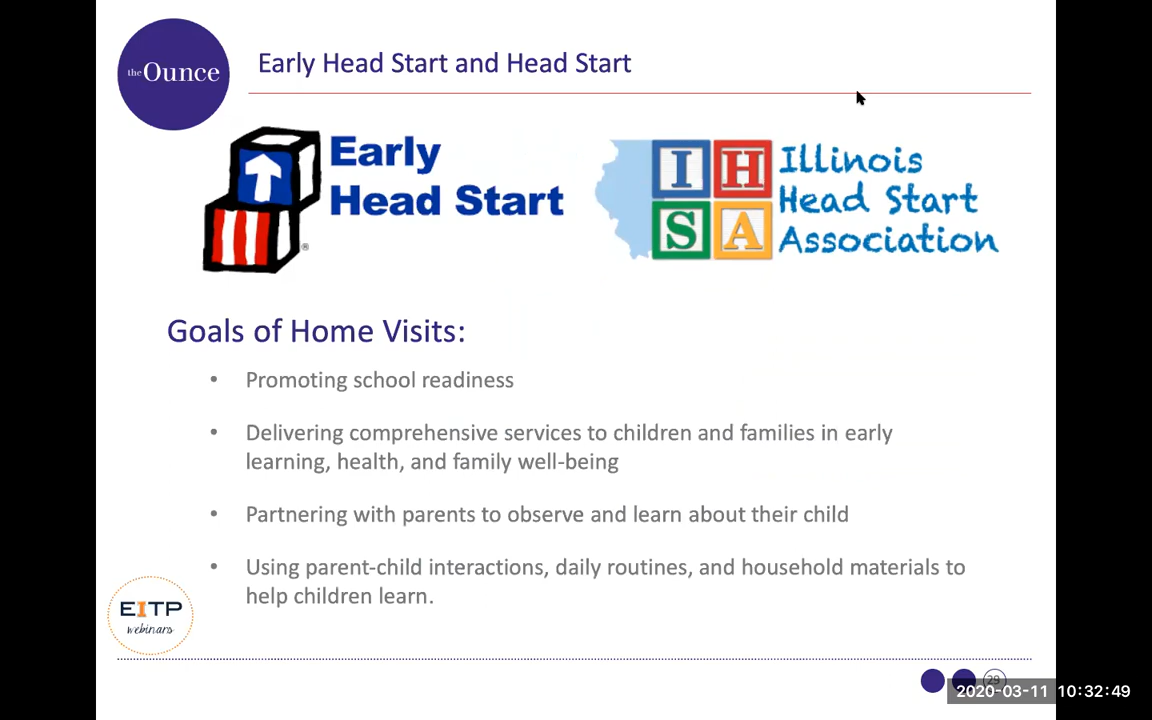 the Ounce
Early Head Start and Head Start
Early
Head Start
®
I H
S A
Illinois
Head Start
Association
Goals of Home Visits:
• Promoting school readiness
• Delivering comprehensive services to children and families in early
learning, health, and family well-being
• Partnering with parents to observe and learn about their child
• Using parent-child interactions, daily routines, and household materials to
help children learn.
EITP
webinars
29
2020-03-11 10:32:49